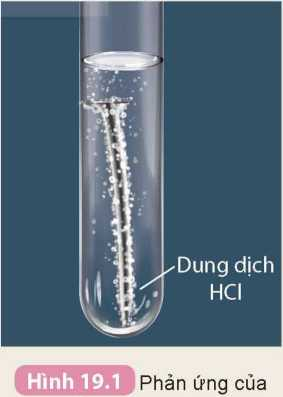 Dung dịch
HCl
Hình 19.1 Phản ứng của